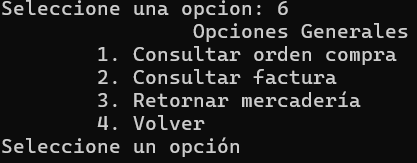 Seleccione una opcion: 6
Opciones Generales
1. Consultar orden compra
2. Consultar factura
3. Retornar mercadería
4. Volver
Seleccione un opción